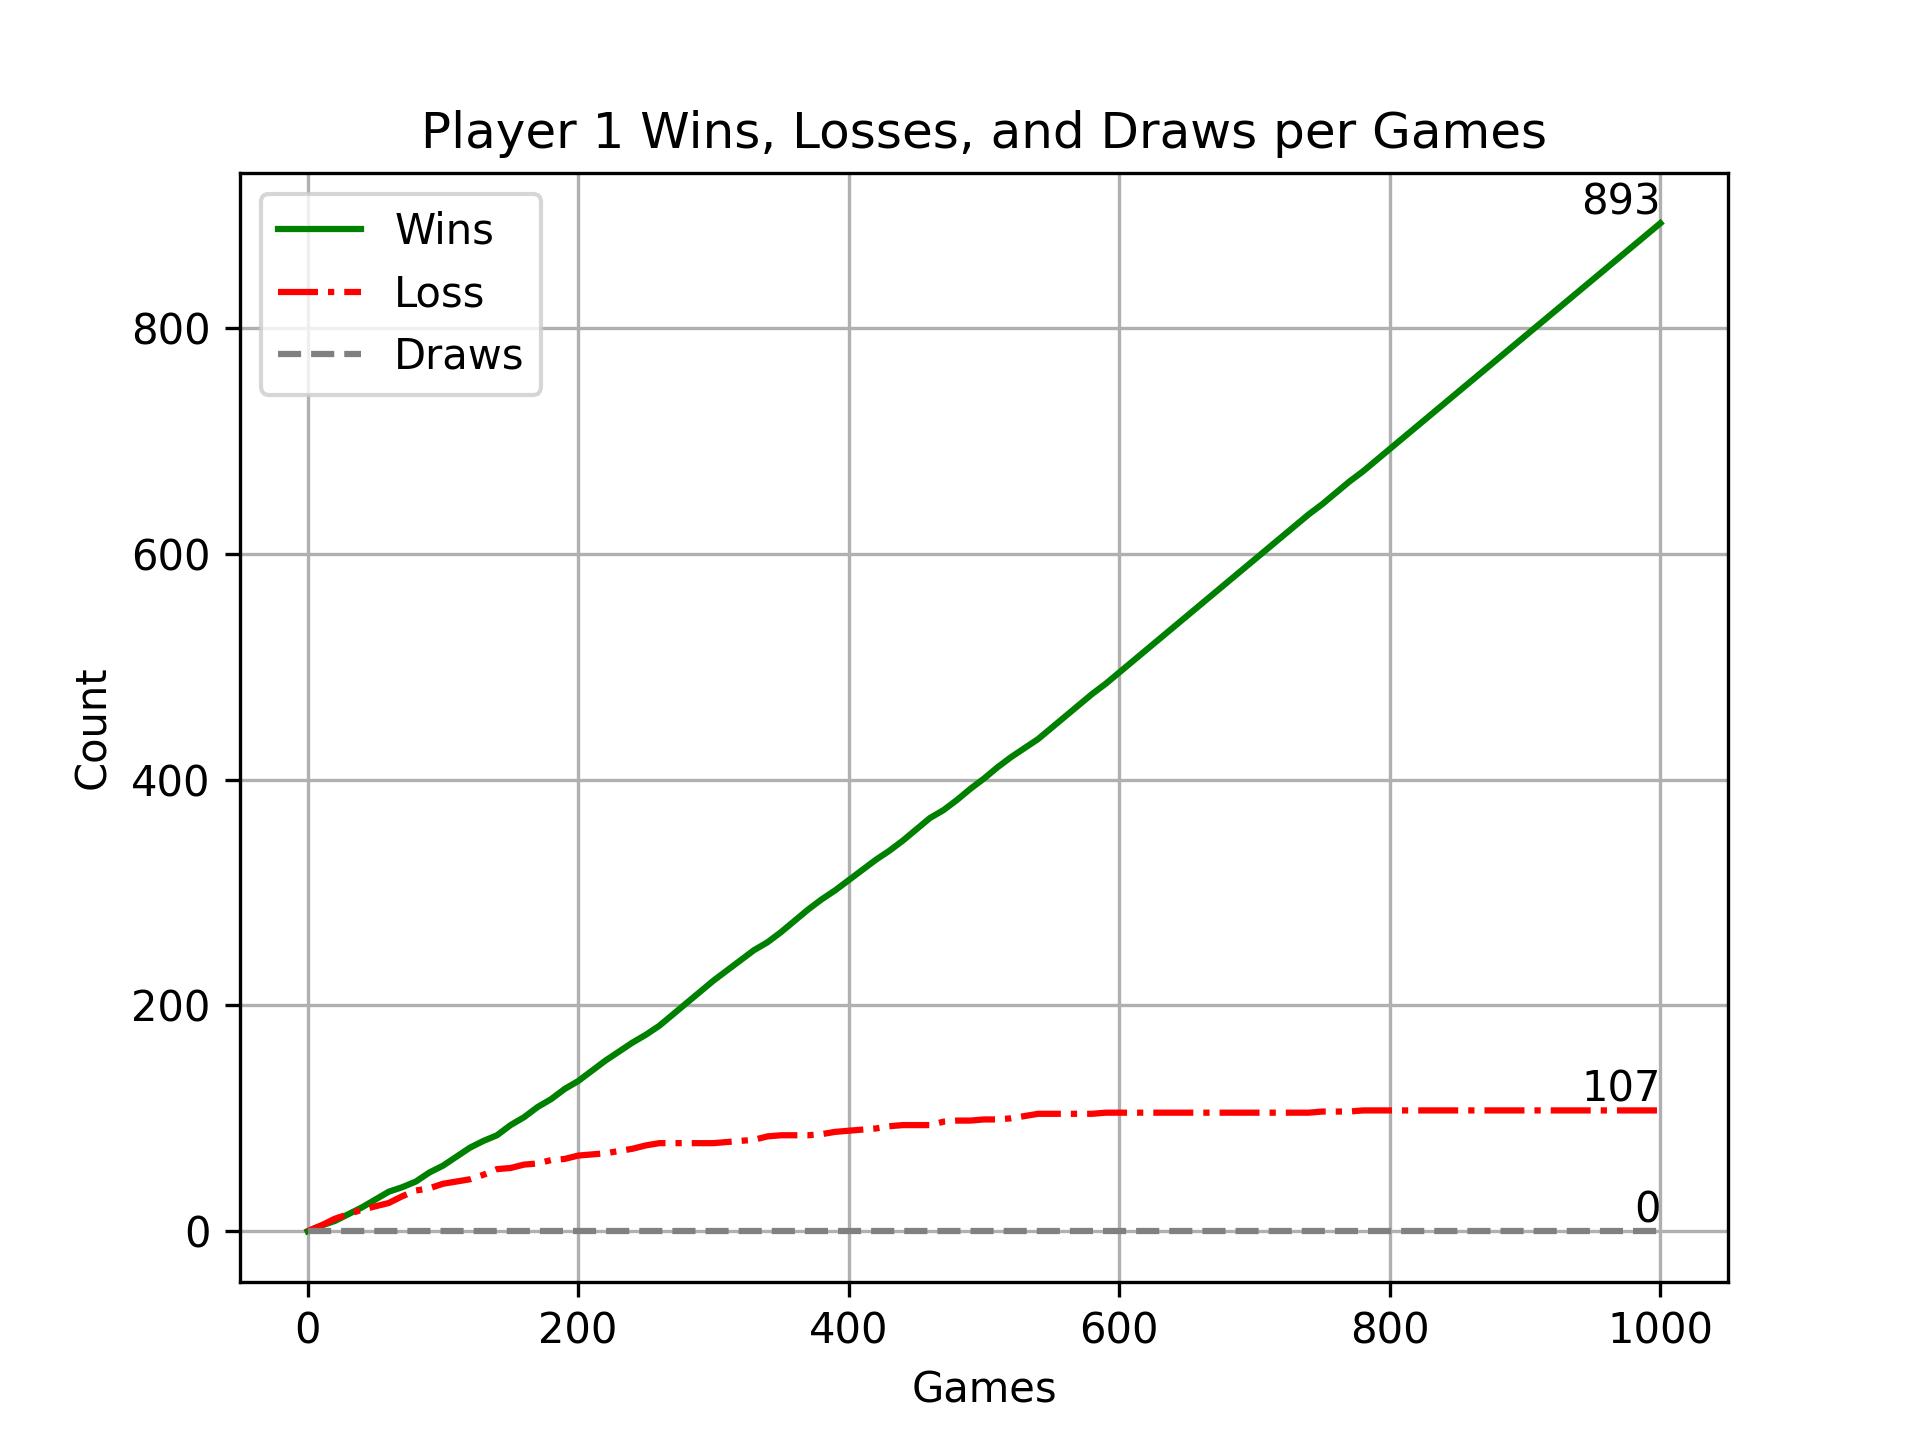 Player 1 Wins, Losses, and Draws per Games
Wins
Loss
Draws
893
107
0
800
600
400
200
0
Count
0 200 400 600 800 1000
Games